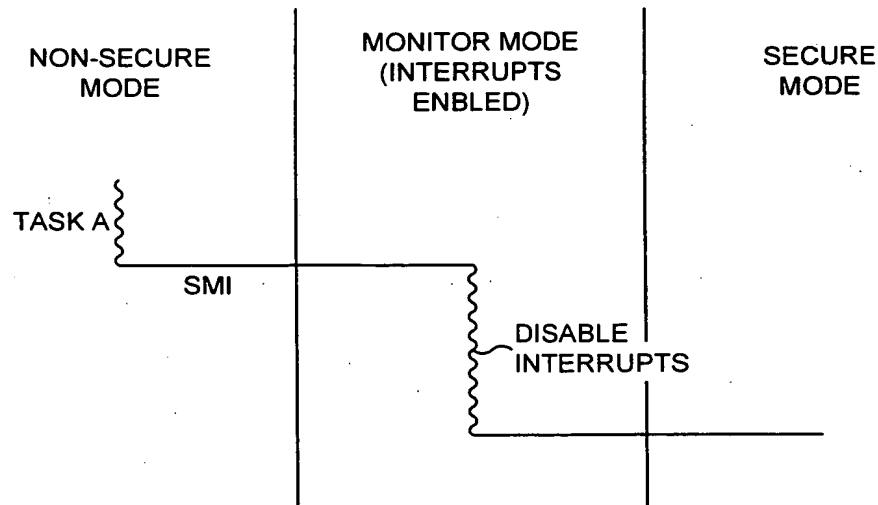 NON-SECURE
MODE
MONITOR MODE
(INTERRUPTS
ENBLED)
SECURE
MODE
TASK A
SMI
DISABLE
INTERRUPTS